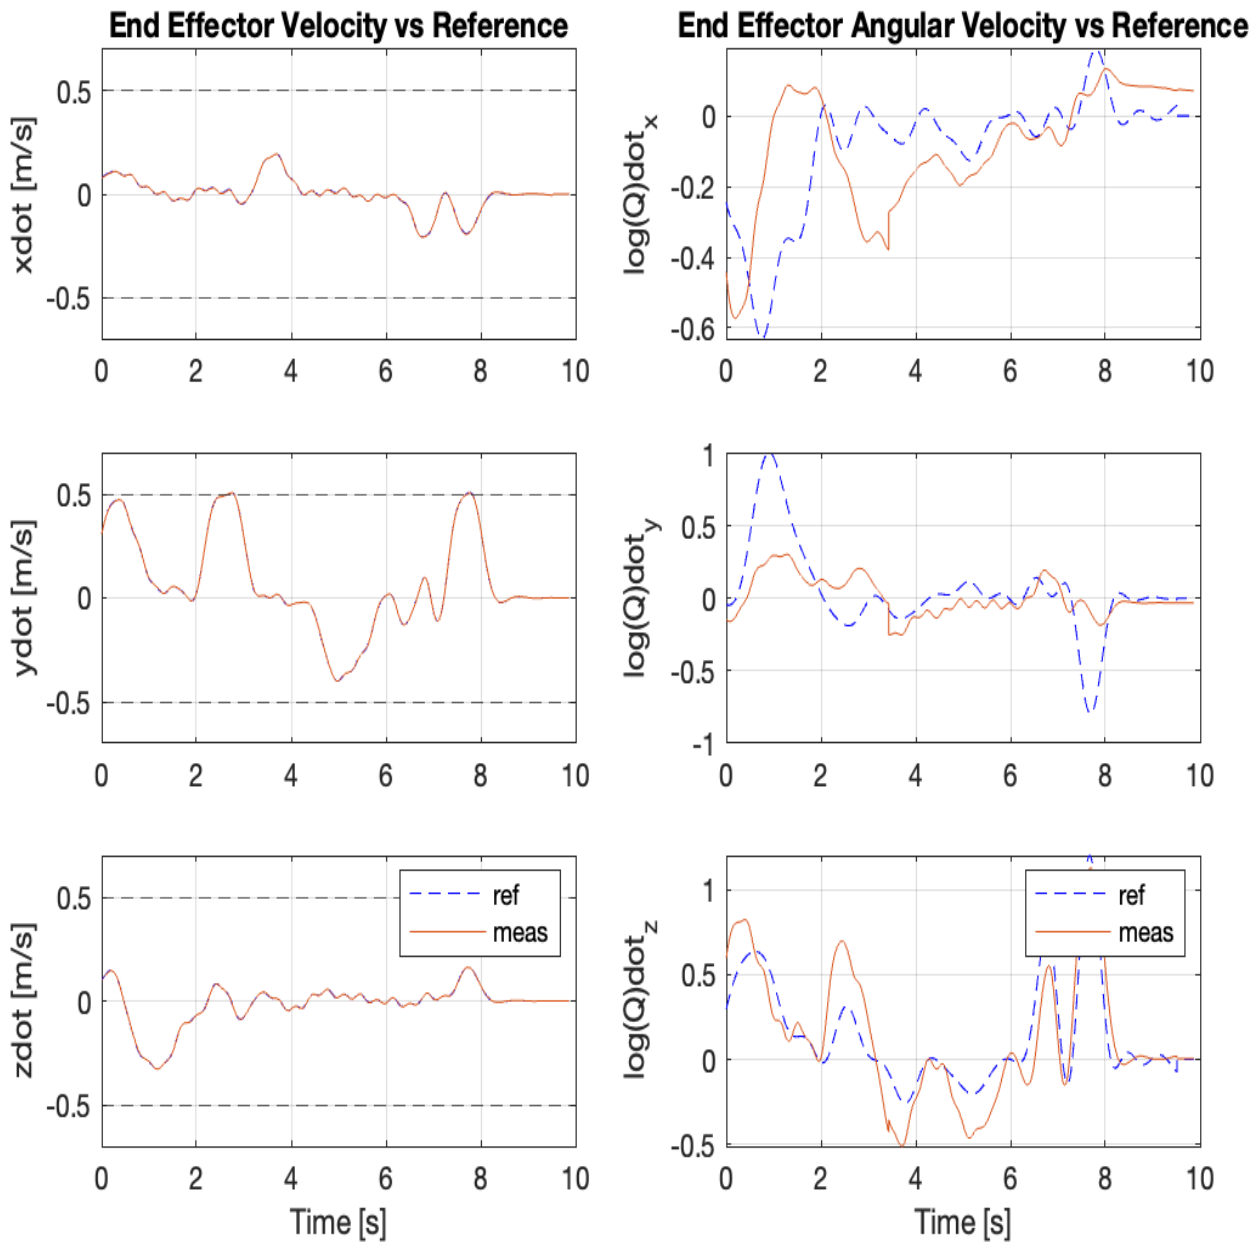 End Effector Velocity vs Reference
0.5
0
-0.5
xdot [m/s]
0 2 4 6 8 10
End Effector Angular Velocity vs Reference
0
-0.2
-0.4
-0.6
log(Q)dot_x
0 2 4 6 8 10
0.5
0
-0.5
ydot [m/s]
0 2 4 6 8 10
1
0.5
0
-0.5
-1
log(Q)dot_y
0 2 4 6 8 10
0.5
0
-0.5
zdot [m/s]
ref
meas
0 2 4 6 8 10
Time [s]
1
0.5
0
-0.5
log(Q)dot_z
ref
meas
0 2 4 6 8 10
Time [s]